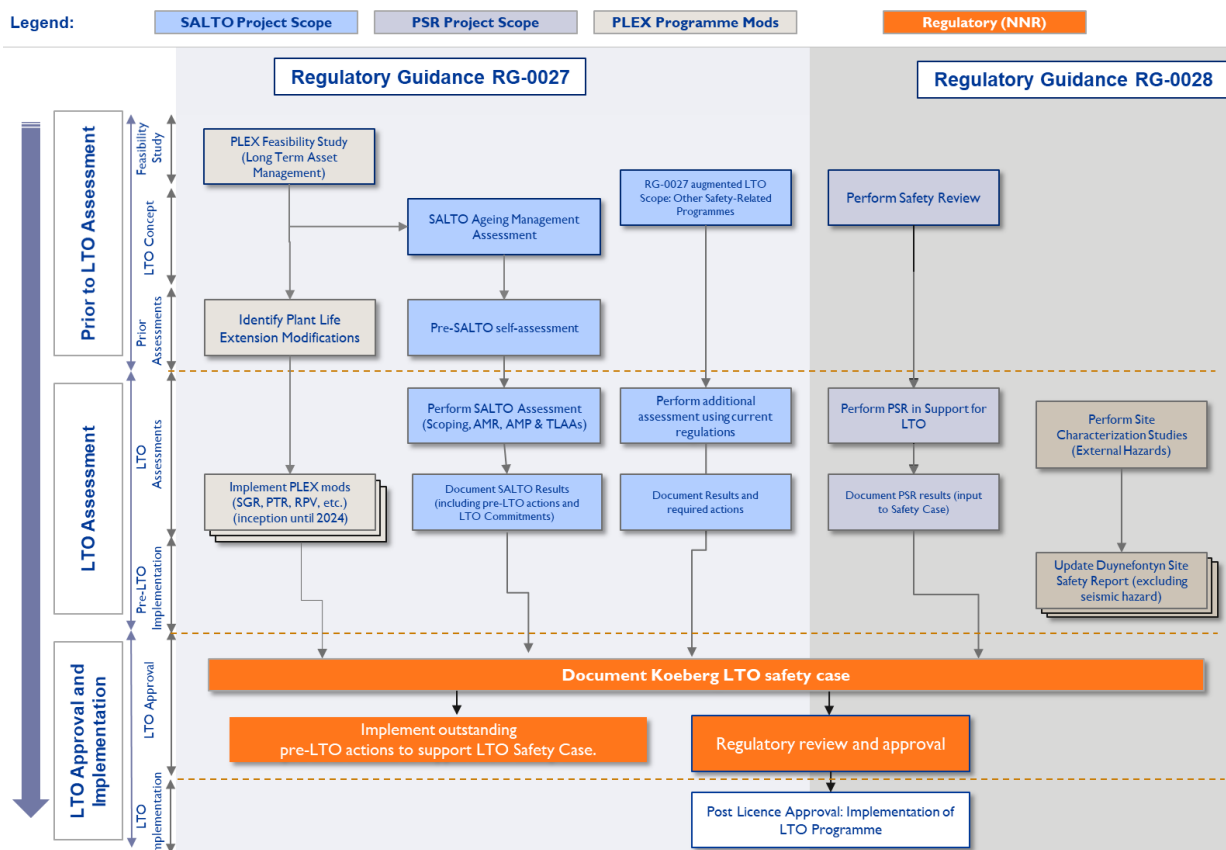 Legend:
SALTO Project Scope
PSR Project Scope
PLEX Programme Mods
Regulatory (NNR)
Regulatory Guidance RG-0027
Regulatory Guidance RG-0028
Prior to LTO Assessment
Feasibility
Study
PLEX Feasibility Study
(Long Term Asset
Management)
LTO Concept
SALTO Ageing Management
Assessment
RG-0027 augmented LTO
Scope: Other Safety-Related
Programmes
Perform Safety Review
Prior
Assessments
Identify Plant Life
Extension Modifications
Pre-SALTO self-assessment
LTO Assessment
LTO
Assessments
Perform SALTO Assessment
(Scoping, AMR, AMP & TLAAs)
Perform additional
assessment using current
regulations
Perform PSR in Support for
LTO
Perform Site
Characterization Studies
(External Hazards)
Implement PLEX mods
(SGR, PTR, RPV, etc.)
(inception until 2024)
Document SALTO Results
(including pre-LTO actions and
LTO Commitments)
Document Results and
required actions
Document PSR results (input
to Safety Case)
Pre-LTO
Implementation
Update Duynefontyn Site
Safety Report (excluding
seismic hazard)
LTO Approval and
Implementation
LTO Approval
Document Koeberg LTO safety case
Implement outstanding
pre-LTO actions to support LTO Safety Case.
Regulatory review and approval
LTO
Implementation
Post Licence Approval: Implementation of
LTO Programme